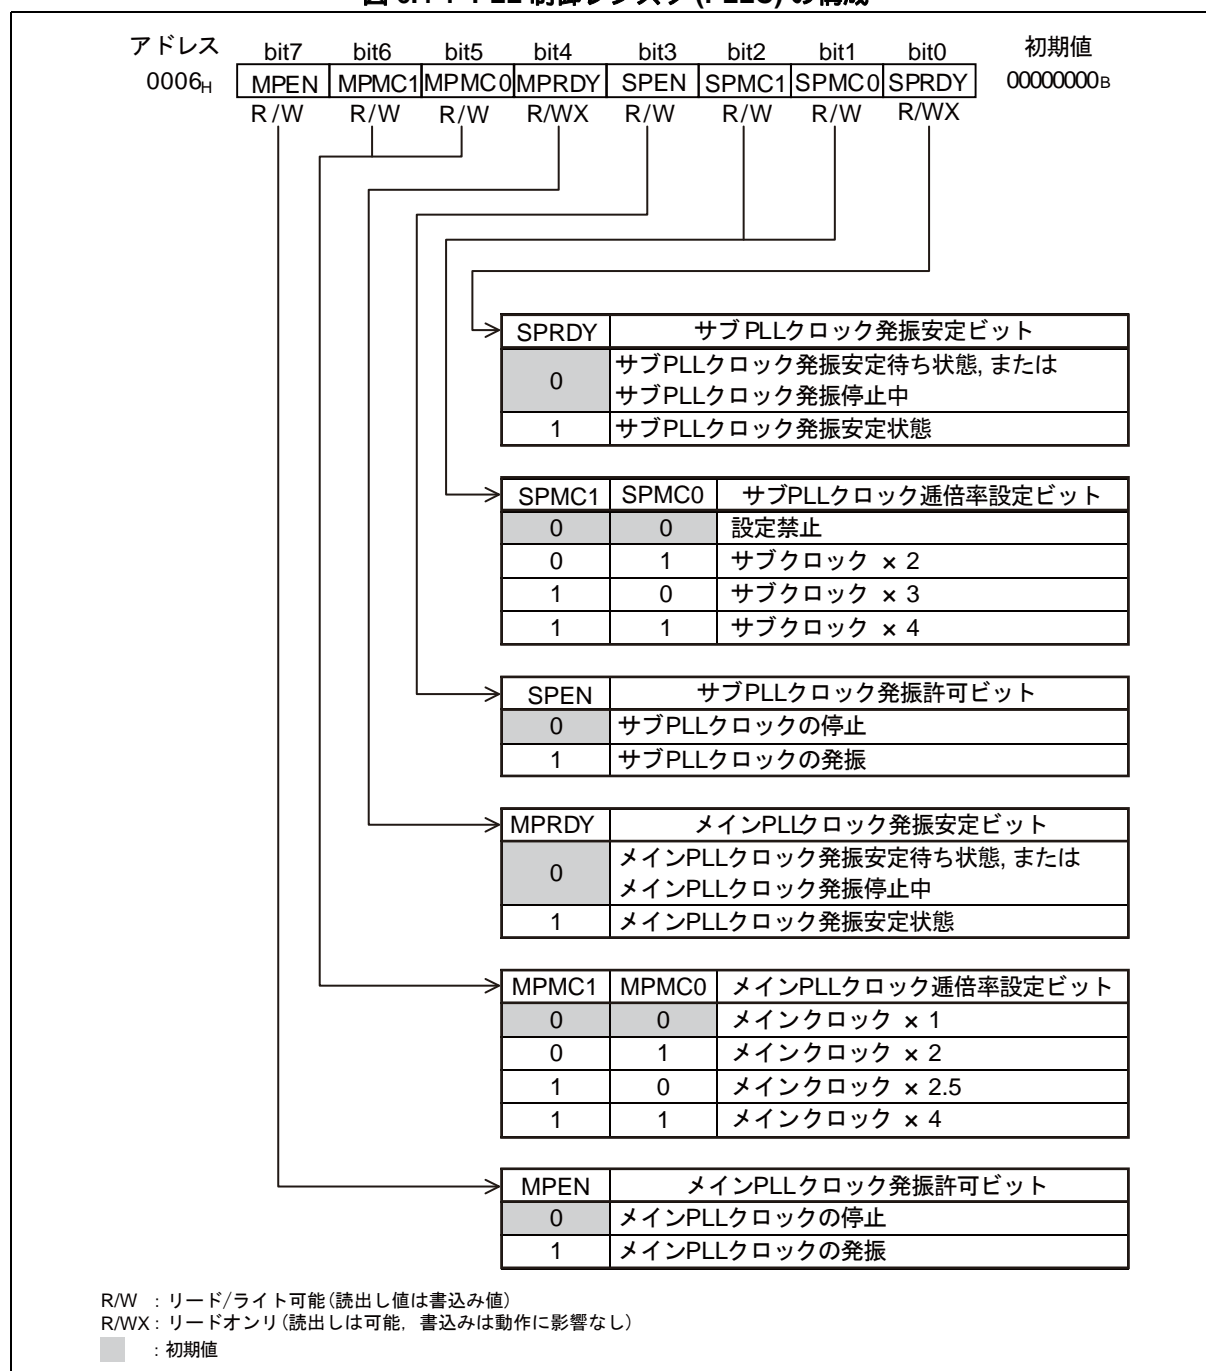 アドレス bit7 bit6 bit5 bit4 bit3 bit2 bit1 bit0 初期値
0006H MPEN MPMC1 MPMC0 MPRDY SPEN SPMC1 SPMC0 SPRDY 00000000B
R/W R/W R/W R/WX R/W R/W R/W R/WX
SPRDY サブPLLクロック発振安定ビット
0 サブPLLクロック発振安定待ち状態, または
サブPLLクロック発振停止中
1 サブPLLクロック発振安定状態
SPMC1 SPMC0 サブPLLクロック逓倍率設定ビット
0 0 設定禁止
0 1 サブクロック × 2
1 0 サブクロック × 3
1 1 サブクロック × 4
SPEN サブPLLクロック発振許可ビット
0 サブPLLクロックの停止
1 サブPLLクロックの発振
MPRDY メインPLLクロック発振安定ビット
0 メインPLLクロック発振安定待ち状態, または
メインPLLクロック発振停止中
1 メインPLLクロック発振安定状態
MPMC1 MPMC0 メインPLLクロック逓倍率設定ビット
0 0 メインクロック × 1
0 1 メインクロック × 2
1 0 メインクロック × 2.5
1 1 メインクロック × 4
MPEN メインPLLクロック発振許可ビット
0 メインPLLクロックの停止
1 メインPLLクロックの発振
R/W : リード/ライト可能(読出し値は書込み値)
R/WX : リードオンリ(読出しは可能, 書込みは動作に影響なし)
: 初期値